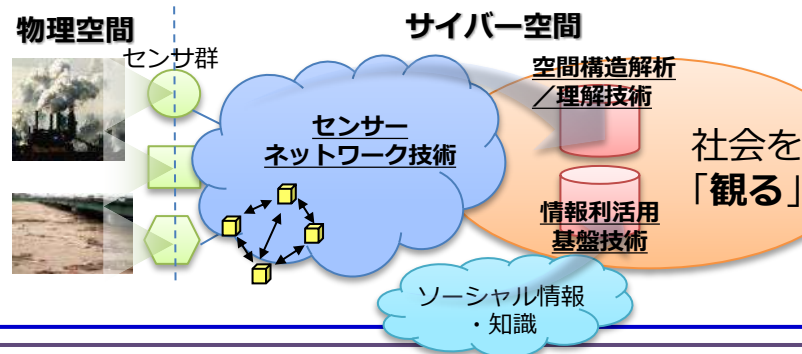 物理空間
サイバー空間
センサ群
空間構造解析
／理解技術
センサー
ネットワーク技術
社会を
「観る」
情報利活用
基盤技術
ソーシャル情報
・知識